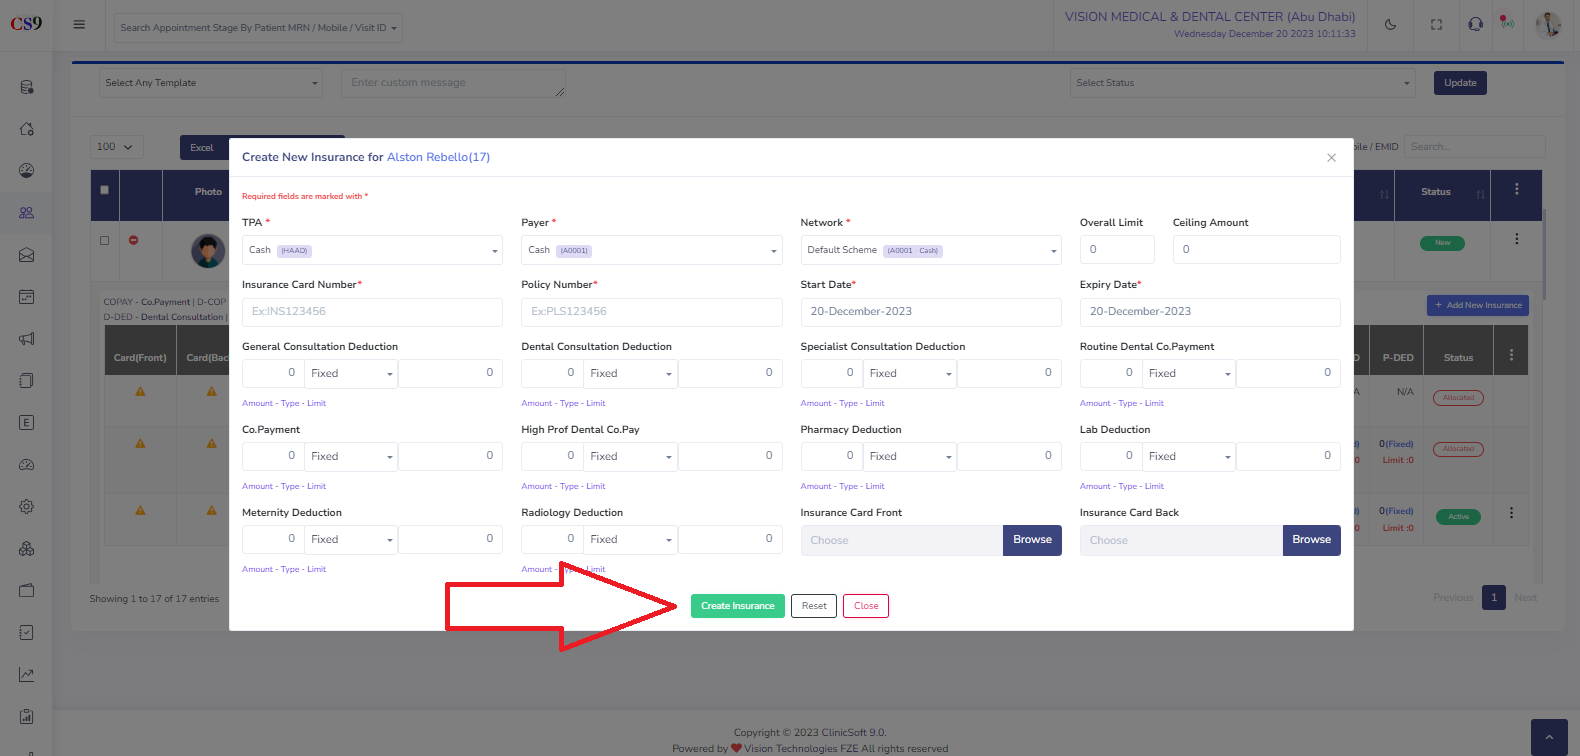 CS9
Search Appointment Stage By Patient MRN / Mobile / Visit ID
VISION MEDICAL & DENTAL CENTER (Abu Dhabi)
Wednesday December 20 2023 10:11:33
Select Any Template
Enter custom message
Select Status
Update
100
Excel
bile / EMID
Search...
Photo
Status
New
COPAY - Co.Payment | D-COP
D-DED - Dental Consultation |
+ Add New Insurance
Card(Front)
Card(Bac
D
P-DED
Status
A
N/A
Allocated
d)
0(Fixed)
0
Limit :0
Allocated
d)
0(Fixed)
0
Limit :0
Active
Create New Insurance for Alston Rebello(17)
×
Required fields are marked with *
TPA *
Payer *
Network *
Overall Limit
Ceiling Amount
Cash (HAAD)
Cash (A0001)
Default Scheme (A0001 - Cash)
0
0
Insurance Card Number*
Policy Number*
Start Date*
Expiry Date*
Ex:INS123456
Ex:PLS123456
20-December-2023
20-December-2023
General Consultation Deduction
Dental Consultation Deduction
Specialist Consultation Deduction
Routine Dental Co.Payment
0 Fixed 0
0 Fixed 0
0 Fixed 0
0 Fixed 0
Amount - Type - Limit
Amount - Type - Limit
Amount - Type - Limit
Amount - Type - Limit
Co.Payment
High Prof Dental Co.Pay
Pharmacy Deduction
Lab Deduction
0 Fixed 0
0 Fixed 0
0 Fixed 0
0 Fixed 0
Amount - Type - Limit
Amount - Type - Limit
Amount - Type - Limit
Amount - Type - Limit
Meternity Deduction
Radiology Deduction
Insurance Card Front
Insurance Card Back
0 Fixed 0
0 Fixed 0
Choose Browse
Choose Browse
Amount - Type - Limit
Amount - Type - Limit
Create Insurance
Reset
Close
Showing 1 to 17 of 17 entries
Previous
1
Next
Copyright © 2023 ClinicSoft 9.0.
Powered by ❤ Vision Technologies FZE All rights reserved